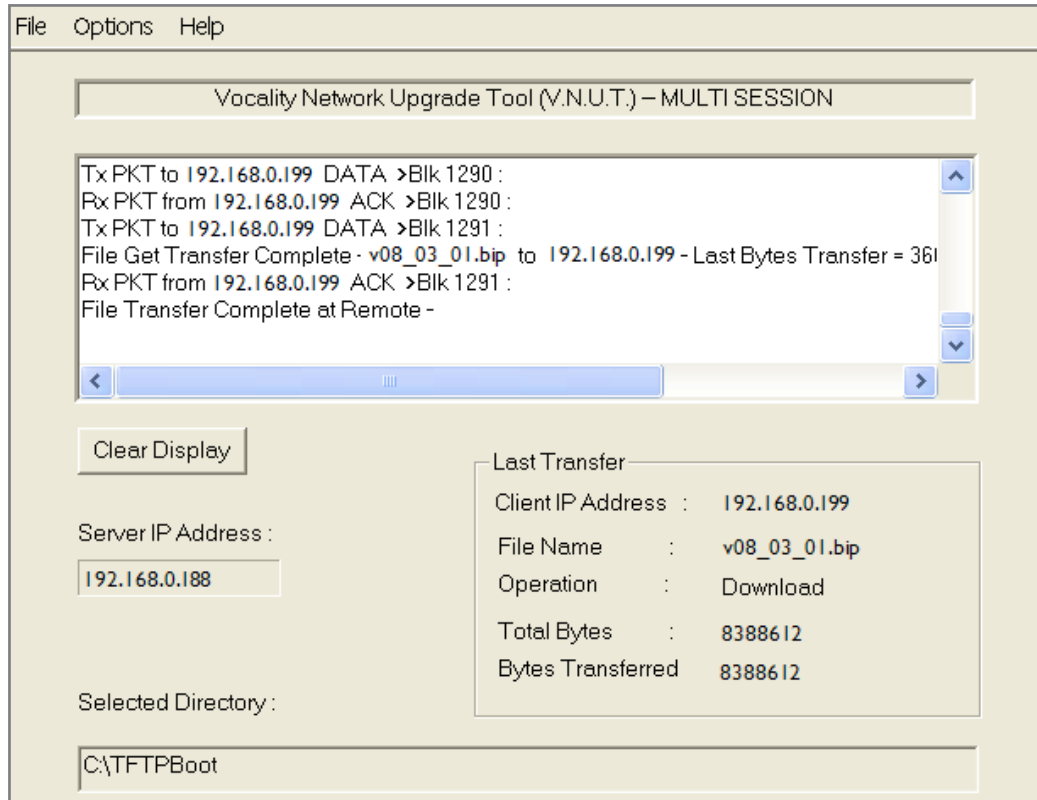 File Options Help
Vocality Network Upgrade Tool (V.N.U.T.) – MULTI SESSION
Tx PKT to 192.168.0.199 DATA >Blk 1290 :
Rx PKT from 192.168.0.199 ACK >Blk 1290 :
Tx PKT to 192.168.0.199 DATA >Blk 1291 :
File Get Transfer Complete - v08_03_01.bip to 192.168.0.199 - Last Bytes Transfer =
Rx PKT from 192.168.0.199 ACK >Blk 1291 :
File Transfer Complete at Remote -
Clear Display
Server IP Address :
192.168.0.188
Last Transfer
Client IP Address : 192.168.0.199
File Name : v08_03_01.bip
Operation : Download
Total Bytes : 8388612
Bytes Transferred 8388612
Selected Directory :
C:\TFTPBoot